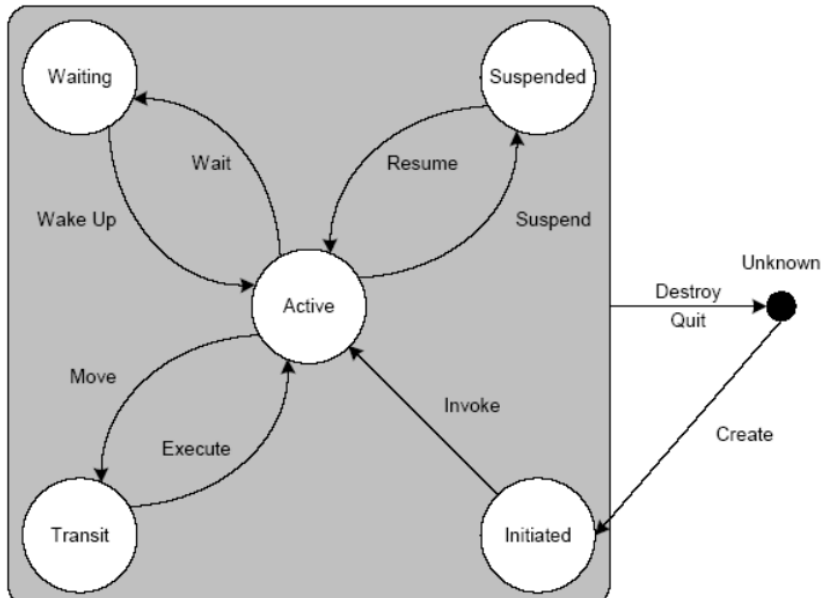 Waiting
Suspended
Wait
Resume
Wake Up
Suspend
Unknown
Destroy
Quit
Active
Move
Invoke
Create
Execute
Transit
Initiated